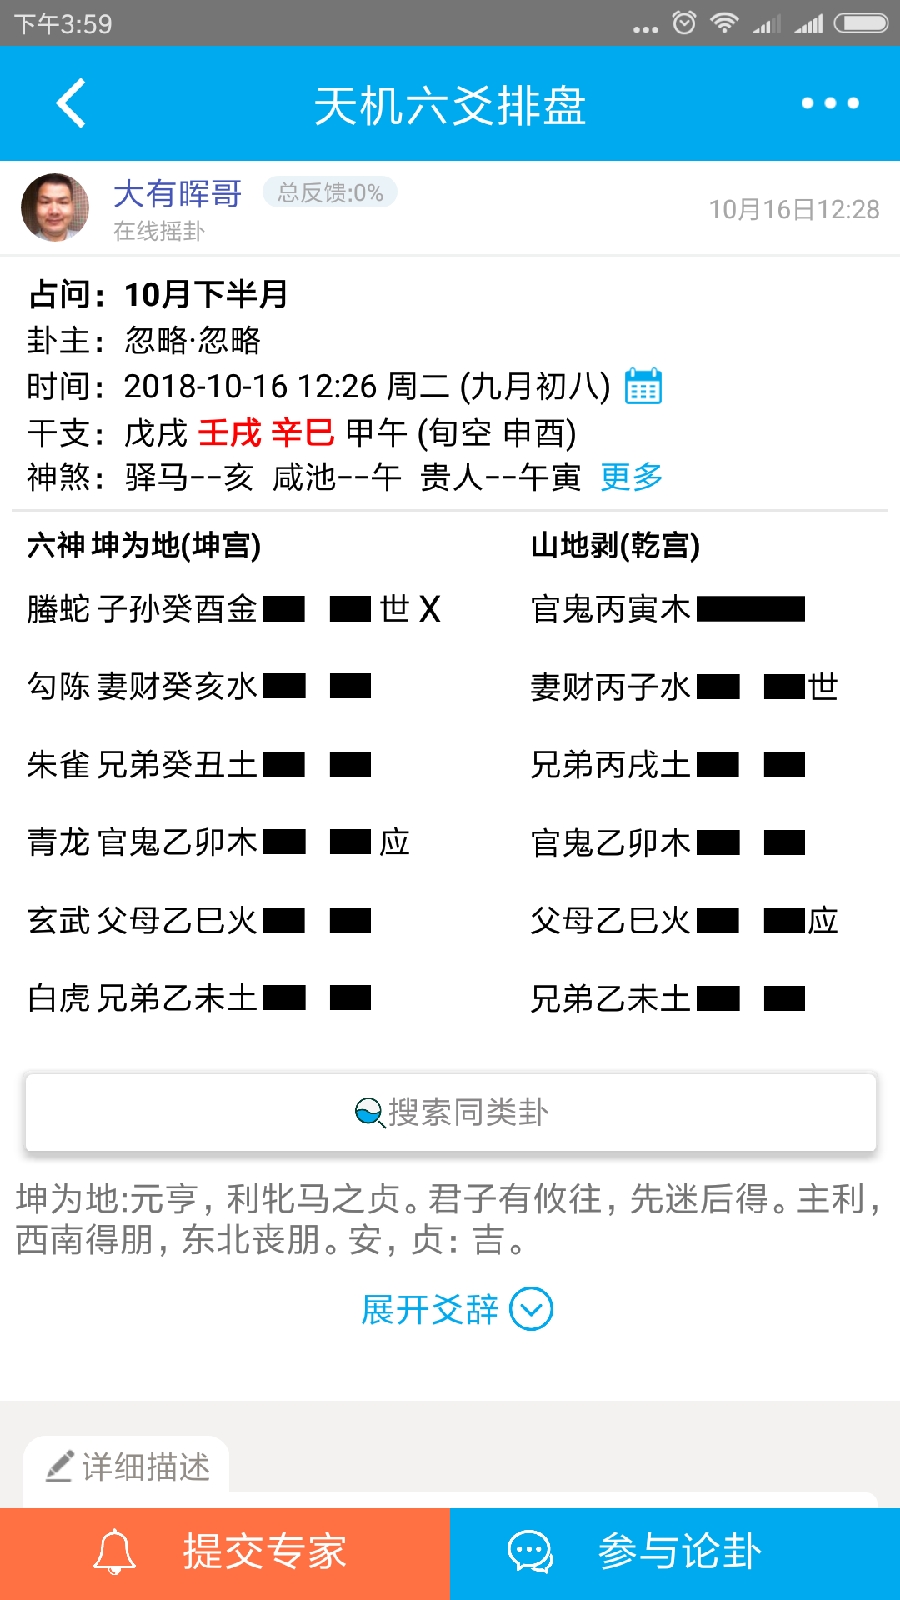 下午3:59
天机六爻排盘
大有晖哥 总反馈:0%
在线摇卦
10月16日12:28
占问：10月下半月
卦主：忽略·忽略
时间：2018-10-16 12:26 周二 (九月初八)
干支：戊戌 壬戌 辛巳 甲午 (旬空 申酉)
神煞：驿马--亥 咸池--午 贵人--午寅 更多
六神 坤为地(坤宫) 山地剥(乾宫)
螣蛇 子孙癸酉金 世 X 官鬼丙寅木
勾陈 妻财癸亥水 妻财丙子水 世
朱雀 兄弟癸丑土 兄弟丙戌土
青龙 官鬼乙卯木 应 官鬼乙卯木
玄武 父母乙巳火 父母乙巳火 应
白虎 兄弟乙未土 兄弟乙未土
搜索同类卦
坤为地:元亨，利牝马之贞。君子有攸往，先迷后得。主利，
西南得朋，东北丧朋。安，贞：吉。
展开爻辞
详细描述
提交专家
参与论卦